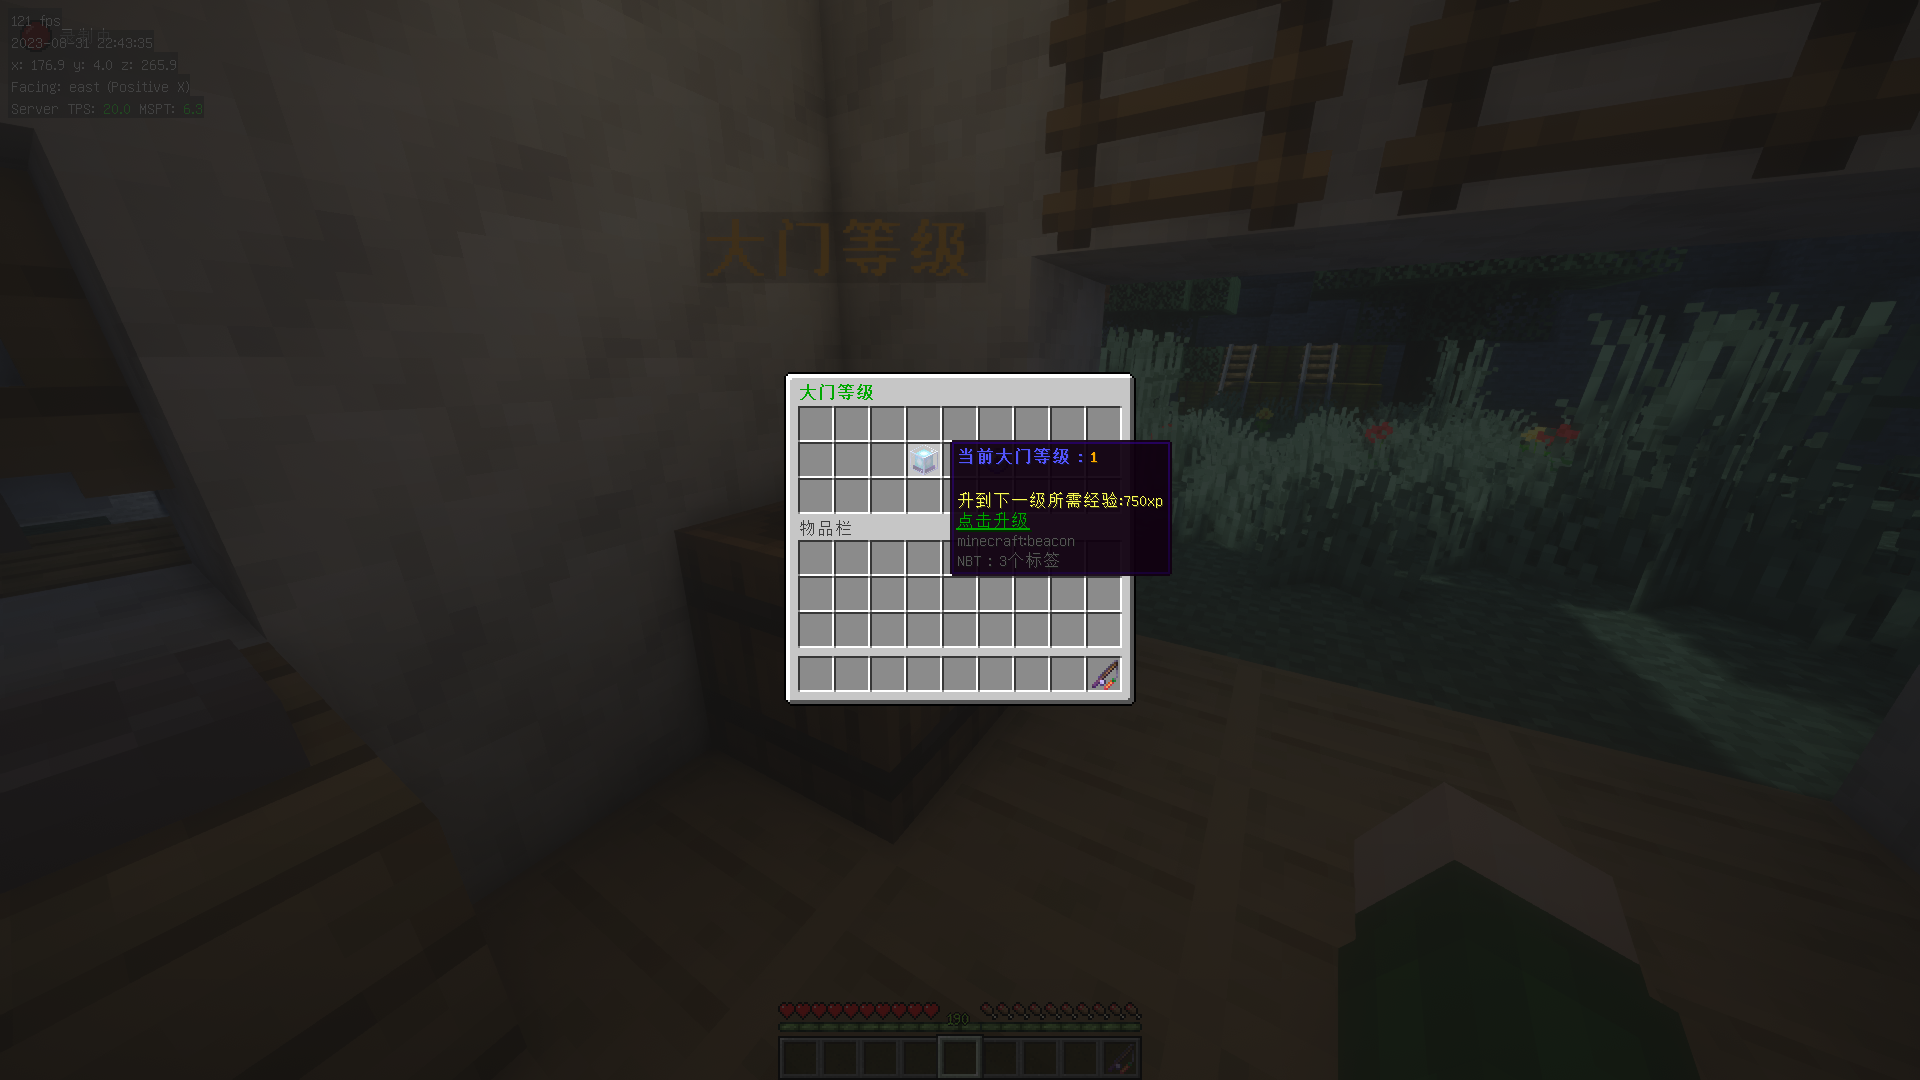 121 fps
录制中
2023-08-31 22:43:35
x: 176.9 y: 4.0 z: 265.9
Facing: east (Positive X)
Server TPS: 20.0 MSPT: 6.3
大门等级
大门等级
当前大门等级：1
升到下一级所需经验:750xp
点击升级
minecraft:beacon
NBT：3个标签
物品栏
190